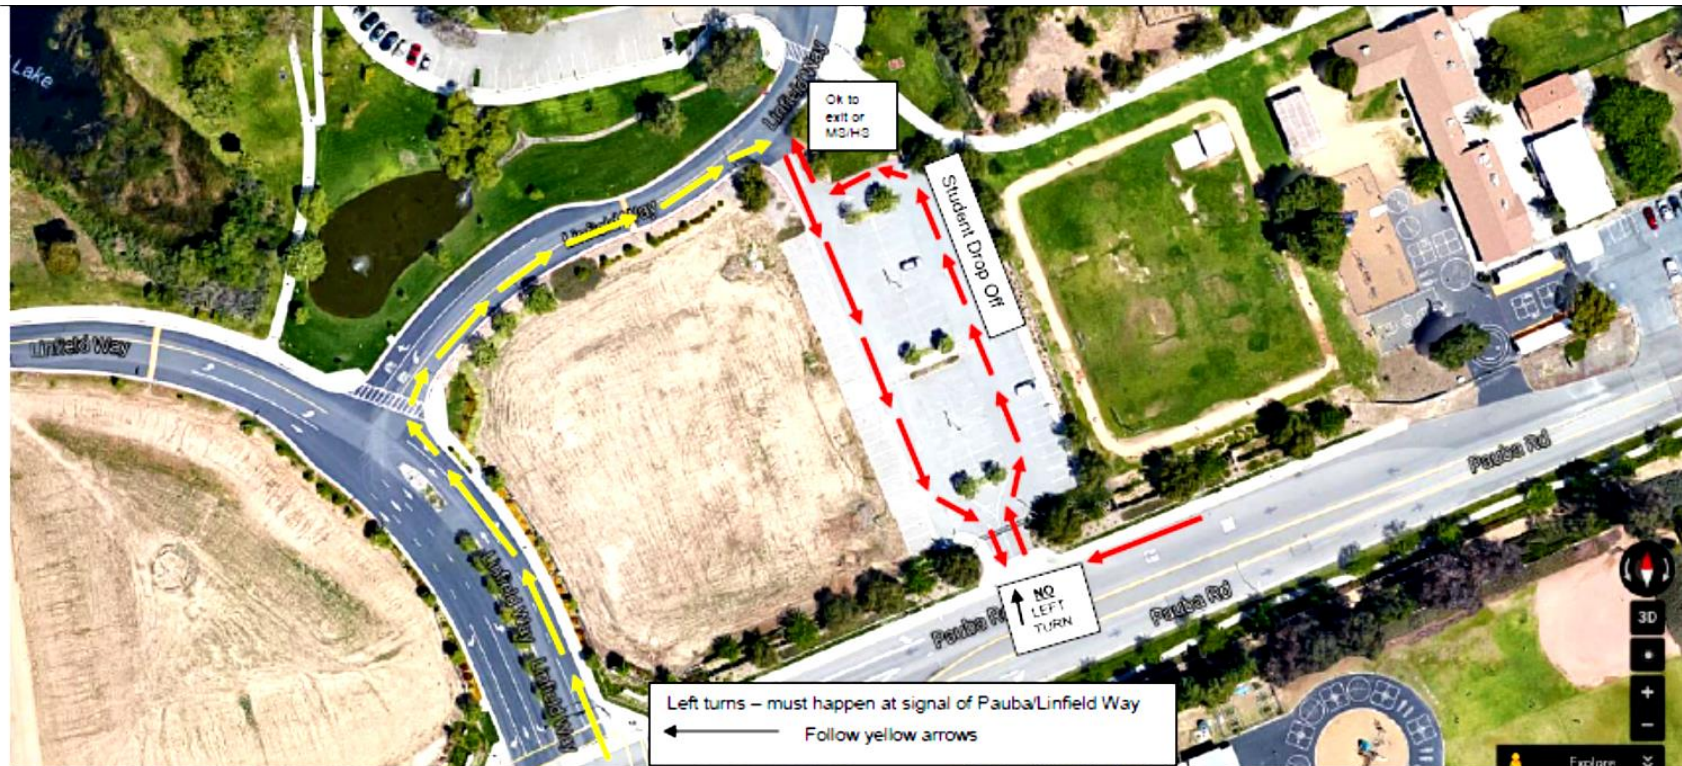 Lake
Linfield Way
Ok to
exit or
MS/HS
Student Drop Off
Linfield Way
Linfield Way
Pauba Rd
Linfield Way
Pauba Rd
NO
LEFT
TURN
Pauba Rd
Linfield Way
Left turns – must happen at signal of Pauba/Linfield Way
Follow yellow arrows
3D
Explore